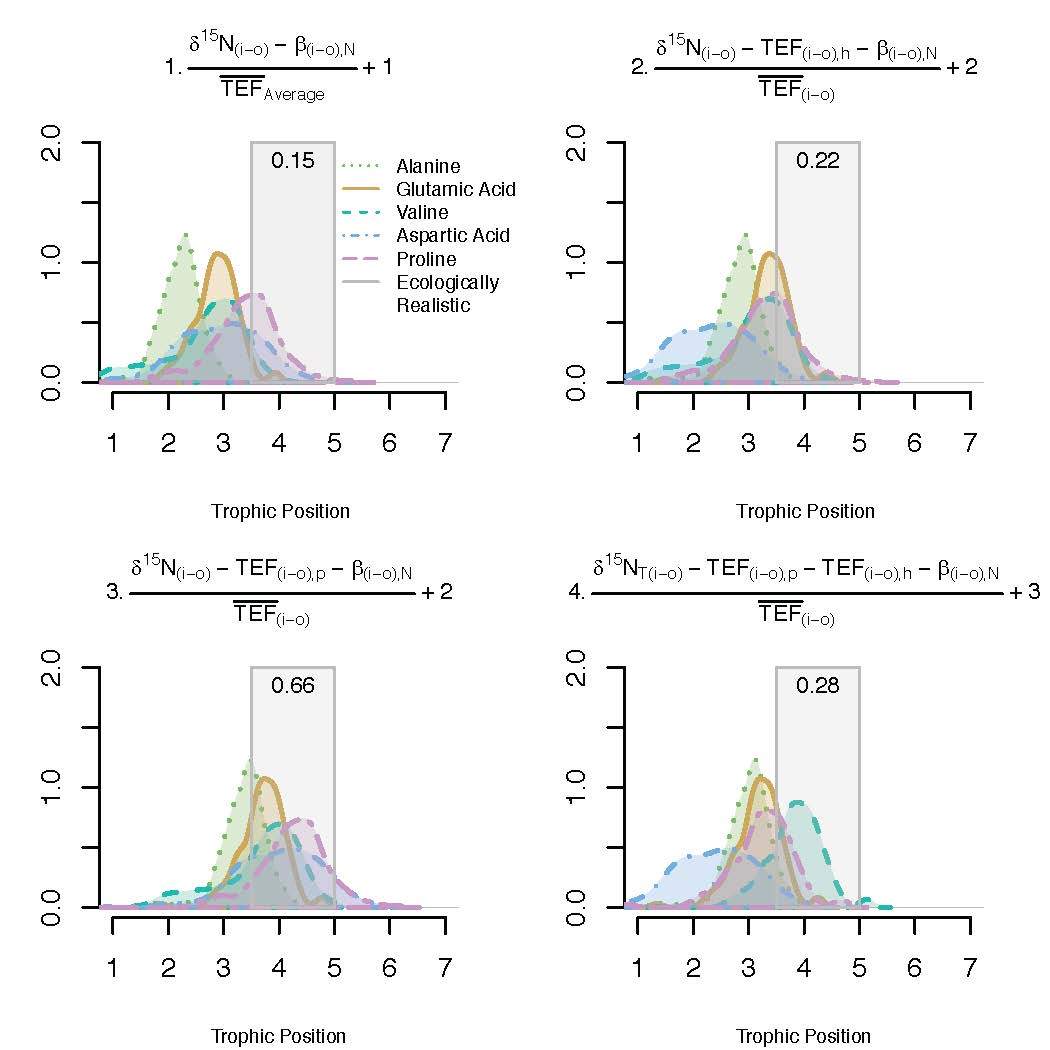 1. δ15N(i−o) − β(i−o),N
TEFAverage + 1
2.0
1.0
0.0
0.15
Alanine
Glutamic Acid
Valine
Aspartic Acid
Proline
Ecologically
Realistic
1 2 3 4 5 6 7
Trophic Position
2. δ15N(i−o) − TEF(i−o),h − β(i−o),N
TEF(i−o) + 2
2.0
1.0
0.0
0.22
1 2 3 4 5 6 7
Trophic Position
3. δ15N(i−o) − TEF(i−o),p − β(i−o),N
TEF(i−o) + 2
2.0
1.0
0.0
0.66
1 2 3 4 5 6 7
Trophic Position
4. δ15NT(i−o) − TEF(i−o),p − TEF(i−o),h − β(i−o),N
TEF(i−o) + 3
2.0
1.0
0.0
0.28
1 2 3 4 5 6 7
Trophic Position